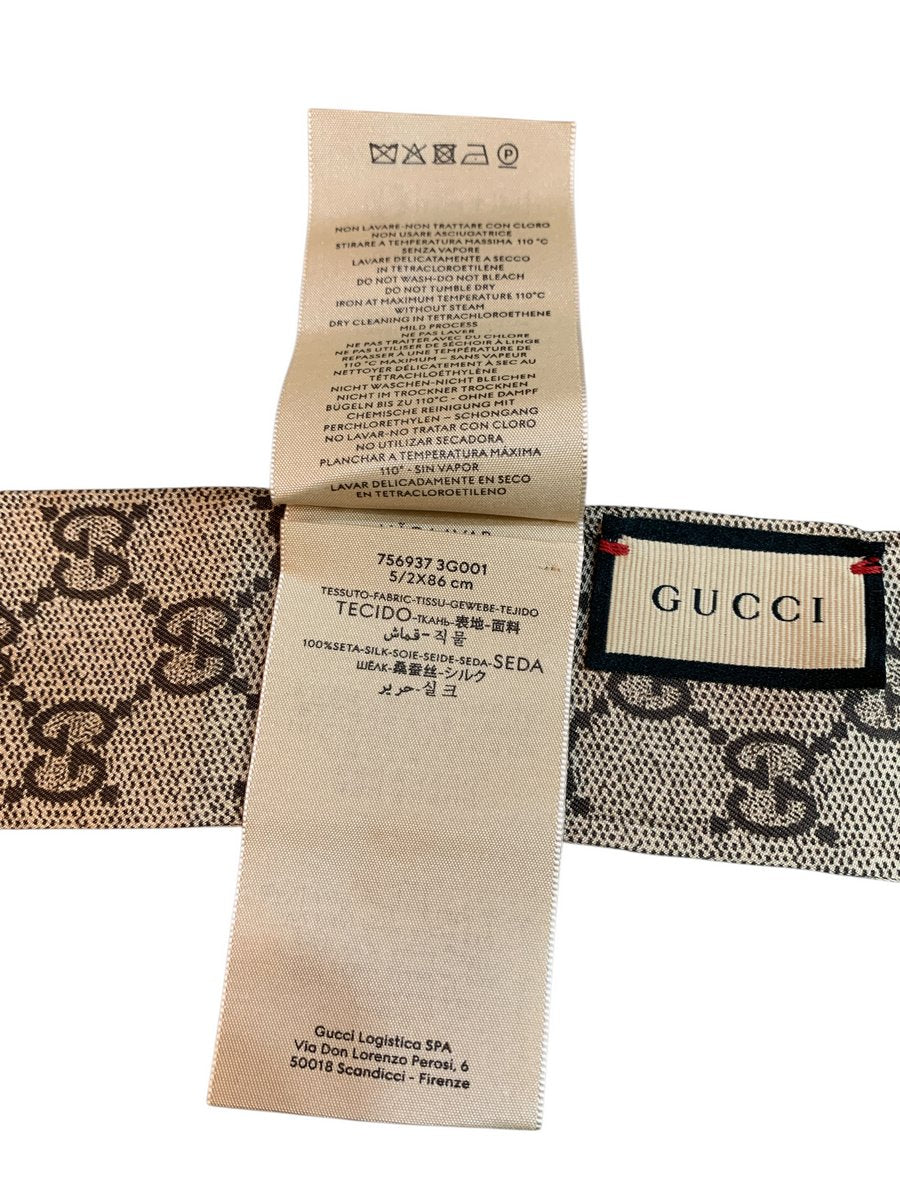 NON LAVARE-NON TRATTARE CON CLORO
NON USARE ASCIUGATRICE
STIRARE A TEMPERATURA MASSIMA 110 °C
SENZA VAPORE
LAVARE DELICATAMENTE A SECCO
IN TETRACLOROETILENE
DO NOT WASH-DO NOT BLEACH
DO NOT TUMBLE DRY
IRON AT MAXIMUM TEMPERATURE 110°C
WITHOUT STEAM
DRY CLEANING IN TETRACHLOROETHENE
MILD PROCESS
NE PAS LAVER
NE PAS TRAITER AVEC DU CHLORE
NE PAS UTILISER DE SÉCHOIR À LINGE
REPASSER À UNE TEMPÉRATURE DE
110 °C MAXIMUM – SANS VAPEUR
NETTOYER DÉLICATEMENT À SEC AU
TÉTRACHLOÉTHYLÈNE
NICHT WASCHEN-NICHT BLEICHEN
NICHT IM TROCKNER TROCKNEN
BÜGELN BIS ZU 110°C - OHNE DAMPF
CHEMISCHE REINIGUNG MIT
PERCHLORETHYLEN – SCHONGANG
NO LAVAR-NO TRATAR CON CLORO
NO UTILIZAR SECADORA
PLANCHAR A TEMPERATURA MÁXIMA
110° - SIN VAPOR
LAVAR DELICADAMENTE EN SECO
EN TETRACLOROETILENO
756937 3G001
5/2X86 cm
TESSUTO-FABRIC-TISSU-GEWEBE-TEJIDO
TECIDO-ТКАНЬ-表地-面料
قماش-직물
100%SETA-SILK-SOIE-SEIDE-SEDA-SEDA
ШЁЛК-桑蚕丝-シルク
حرير-실크
GUCCI
Gucci Logistica SPA
Via Don Lorenzo Perosi, 6
50018 Scandicci - Firenze